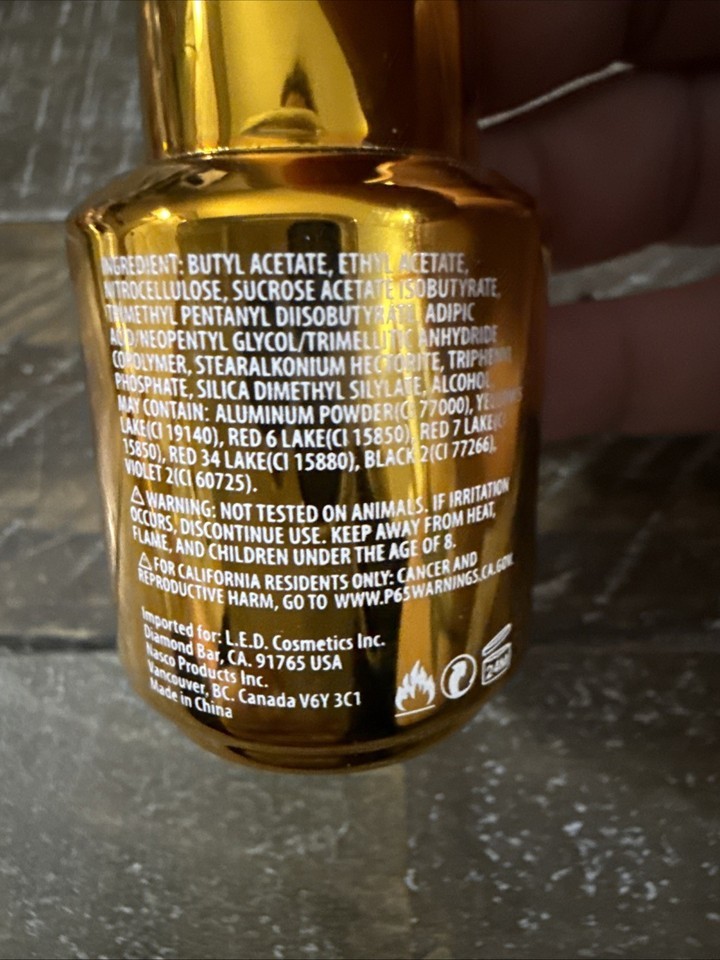 INGREDIENT: BUTYL ACETATE, ETHYL ACETATE,
NITROCELLULOSE, SUCROSE ACETATE ISOBUTYRATE,
TRIMETHYL PENTANYL DIISOBUTYRATE, ADIPIC
ACID/NEOPENTYL GLYCOL/TRIMELLITIC ANHYDRIDE
COPOLYMER, STEARALKONIUM HECTORITE, TRIPHENYL
PHOSPHATE, SILICA DIMETHYL SILYLATE, ALCOHOL
MAY CONTAIN: ALUMINUM POWDER(CI 77000),
LAKE(CI 19140), RED 6 LAKE(CI 15850), RED 7 LAKE(CI
15850), RED 34 LAKE(CI 15880), BLACK 2(CI 77266),
VIOLET 2(CI 60725).
⚠WARNING: NOT TESTED ON ANIMALS. IF IRRITATION
OCCURS, DISCONTINUE USE. KEEP AWAY FROM HEAT,
FLAME, AND CHILDREN UNDER THE AGE OF 8.
⚠FOR CALIFORNIA RESIDENTS ONLY: CANCER AND
REPRODUCTIVE HARM, GO TO WWW.P65WARNINGS.CA.GOV.
Imported for: L.E.D. Cosmetics Inc.
Diamond Bar, CA. 91765 USA
Nasco Products Inc.
Vancouver, BC. Canada V6Y 3C1
Made in China
24M